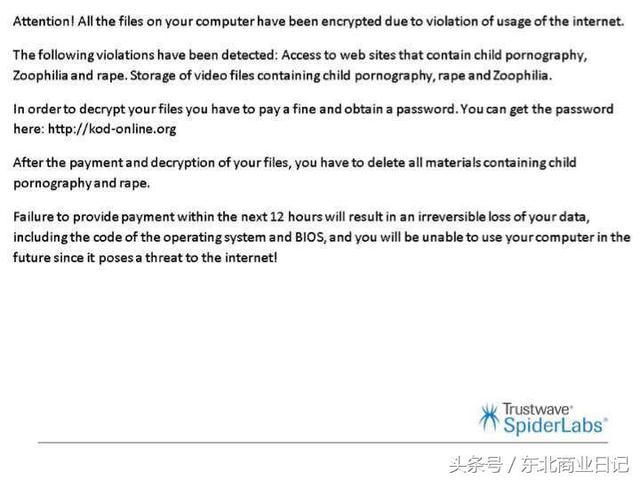 Attention! All the files on your computer have been encrypted due to violation of usage of the internet.
The following violations have been detected: Access to web sites that contain child pornography,
Zoophilia and rape. Storage of video files containing child pornography, rape and Zoophilia.
In order to decrypt your files you have to pay a fine and obtain a password. You can get the password
here: http://kod-online.org
After the payment and decryption of your files, you have to delete all materials containing child
pornography and rape.
Failure to provide payment within the next 12 hours will result in an irreversible loss of your data,
including the code of the operating system and BIOS, and you will be unable to use your computer in the
future since it poses a threat to the internet!
Trustwave®
SpiderLabs®
头条号 / 东北商业日记